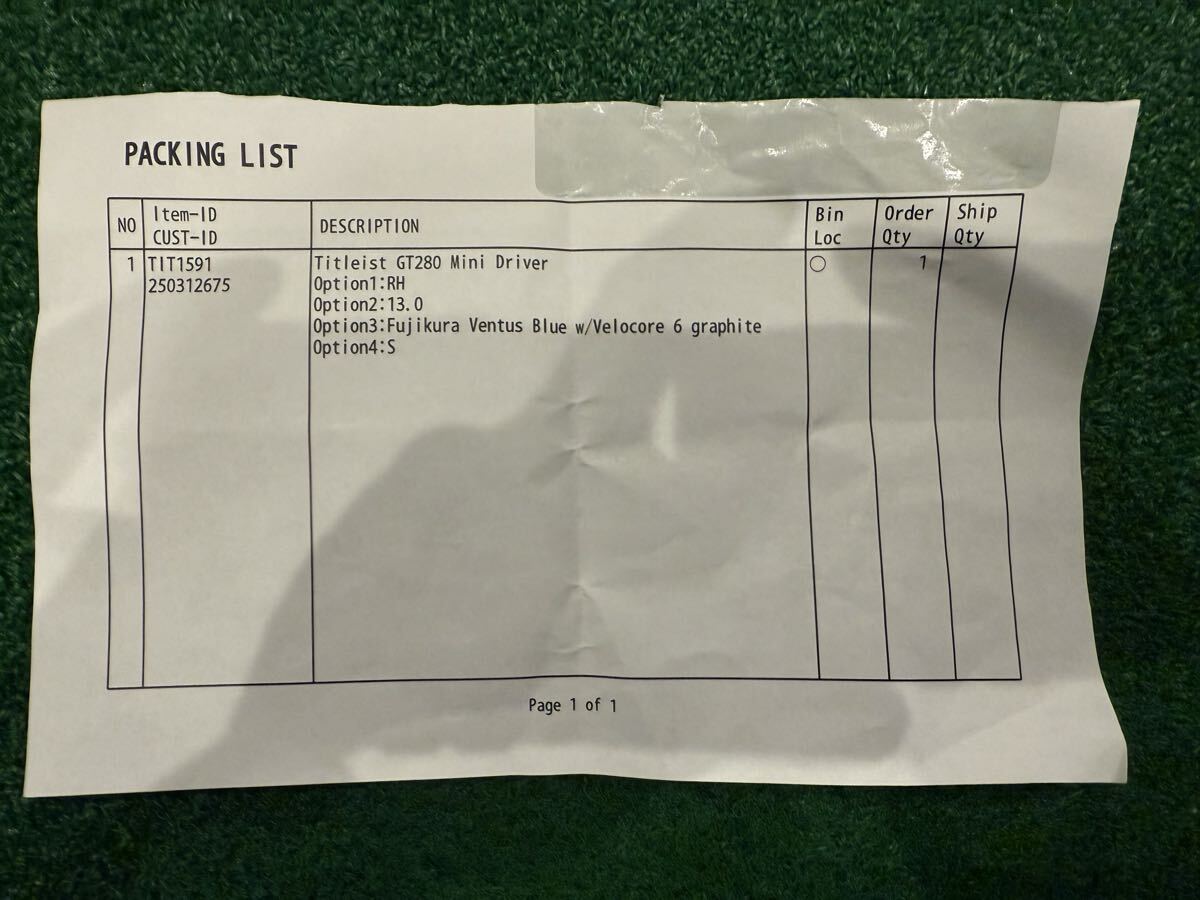 PACKING LIST
NO Item-ID CUST-ID DESCRIPTION Bin Loc Order Qty Ship Qty
1 TIT1591 Titleist GT280 Mini Driver ○ 1
250312675 Option1:RH
Option2:13.0
Option3:Fujikura Ventus Blue w/Velocore 6 graphite
Option4:S
Page 1 of 1